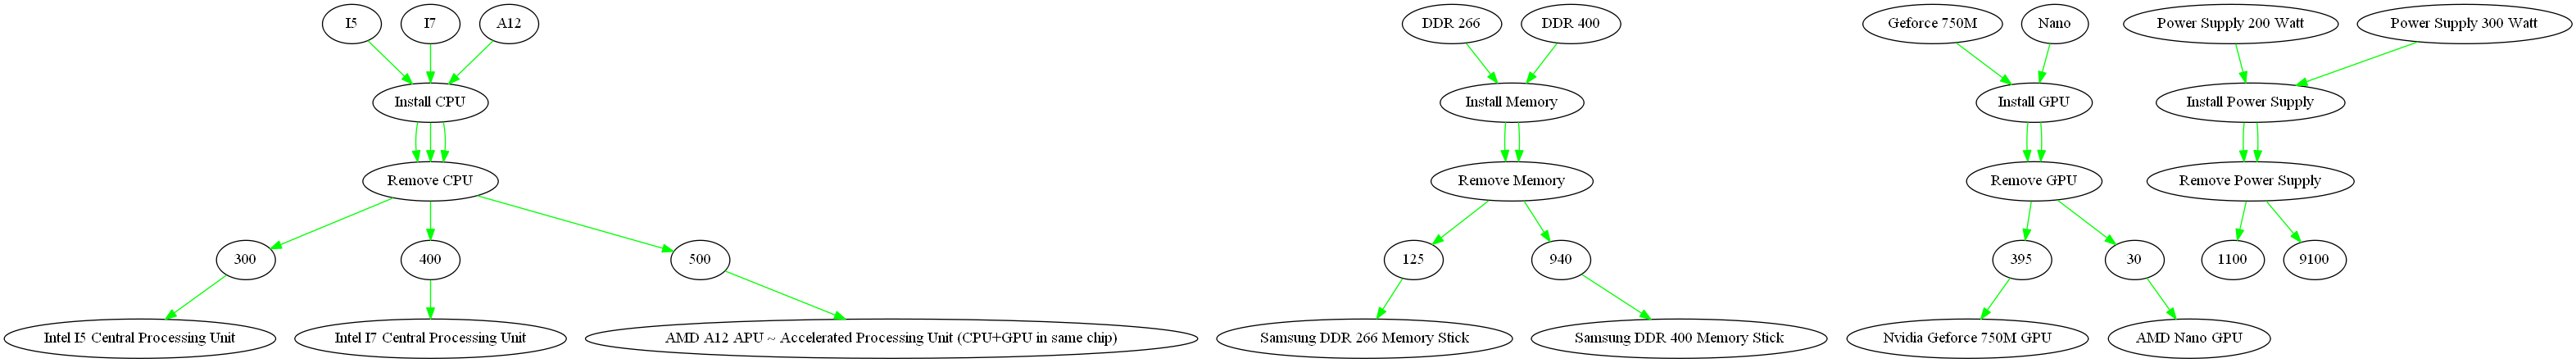 I5
I7
A12
DDR 266
DDR 400
Geforce 750M
Nano
Power Supply 200 Watt
Power Supply 300 Watt
Install CPU
Install Memory
Install GPU
Install Power Supply
Remove CPU
Remove Memory
Remove GPU
Remove Power Supply
300
400
500
125
940
395
30
1100
9100
Intel I5 Central Processing Unit
Intel I7 Central Processing Unit
AMD A12 APU ~ Accelerated Processing Unit (CPU+GPU in same chip)
Samsung DDR 266 Memory Stick
Samsung DDR 400 Memory Stick
Nvidia Geforce 750M GPU
AMD Nano GPU